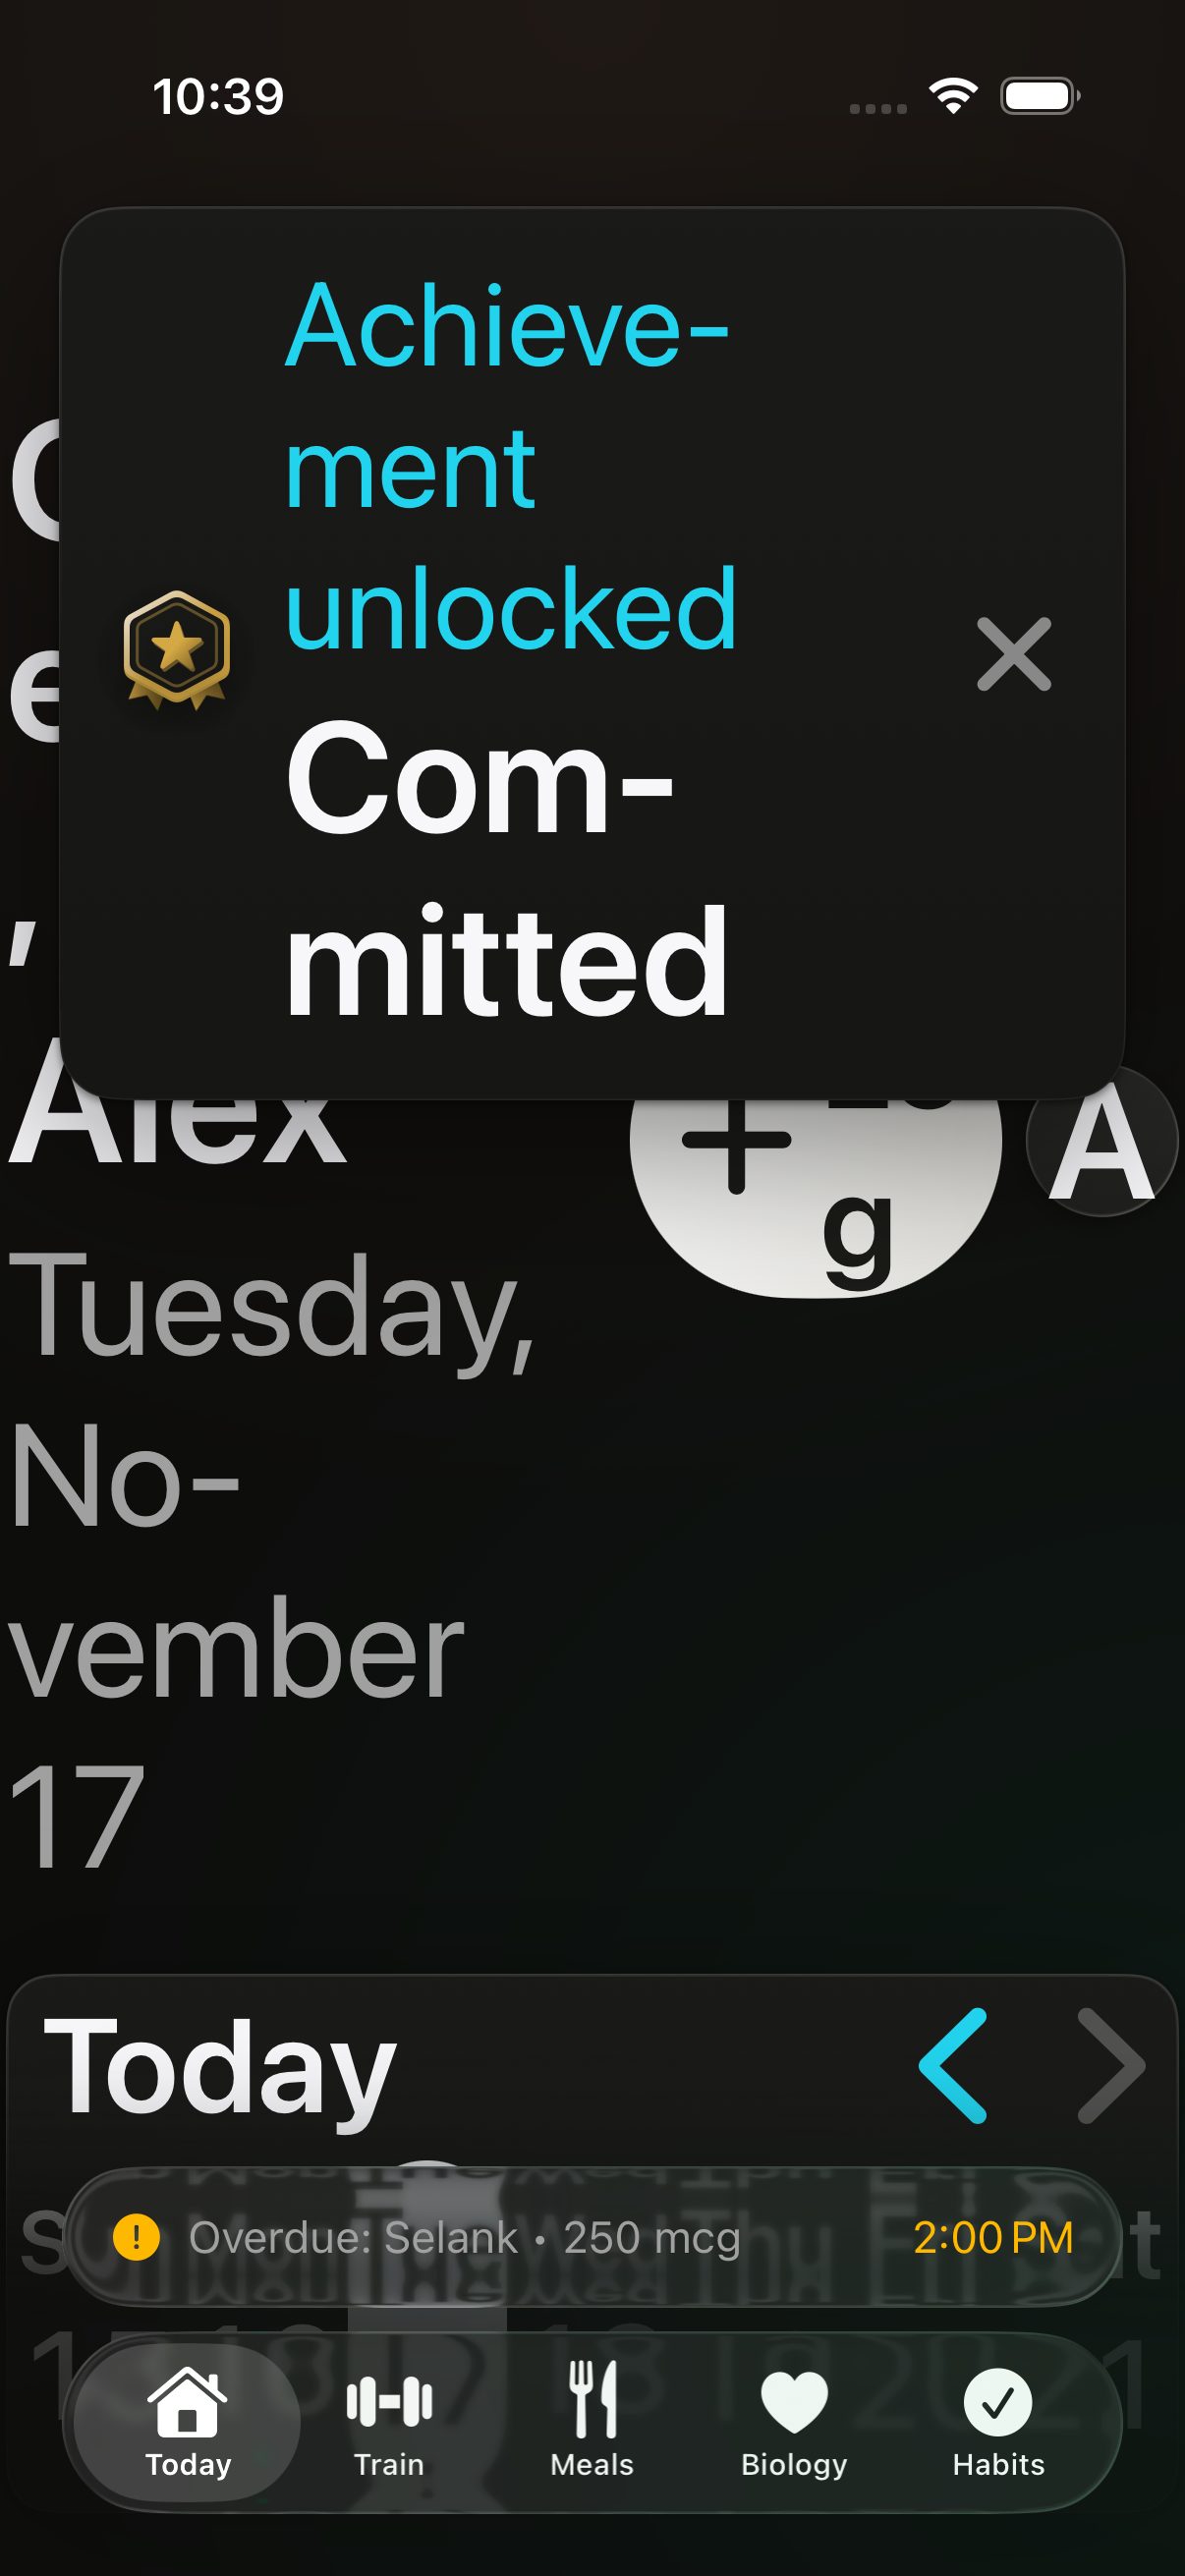 10:39
Achieve-
ment
unlocked
Com-
mitted
,
Alex
g
A
Tuesday,
No-
vember
17
Today
Overdue: Selank • 250 mcg
2:00 PM
Today
Train
Meals
Biology
Habits